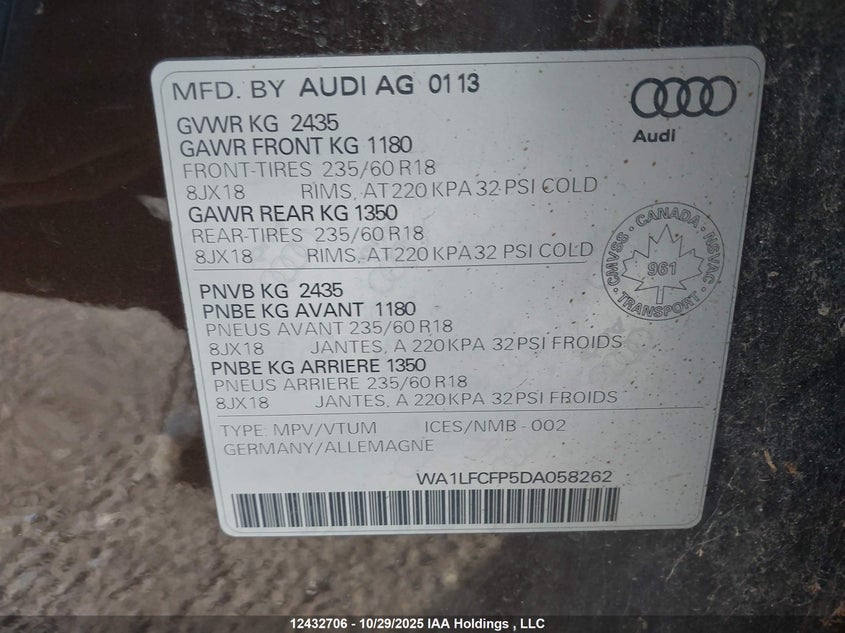 MFD. BY AUDI AG 0113
Audi
GVWR KG 2435
GAWR FRONT KG 1180
FRONT-TIRES 235/60 R18
8JX18 RIMS, AT 220 KPA 32 PSI COLD
GAWR REAR KG 1350
REAR-TIRES 235/60 R18
8JX18 RIMS, AT 220 KPA 32 PSI COLD
CMVSS · CANADA · NSVAC · TRANSPORT ·
961
PNVB KG 2435
PNBE KG AVANT 1180
PNEUS AVANT 235/60 R18
8JX18 JANTES, A 220 KPA 32 PSI FROIDS
PNBE KG ARRIERE 1350
PNEUS ARRIERE 235/60 R18
8JX18 JANTES, A 220 KPA 32 PSI FROIDS
TYPE: MPV/VTUM ICES/NMB - 002
GERMANY/ALLEMAGNE
WA1LFCFP5DA058262
12432706 - 10/29/2025 IAA Holdings , LLC